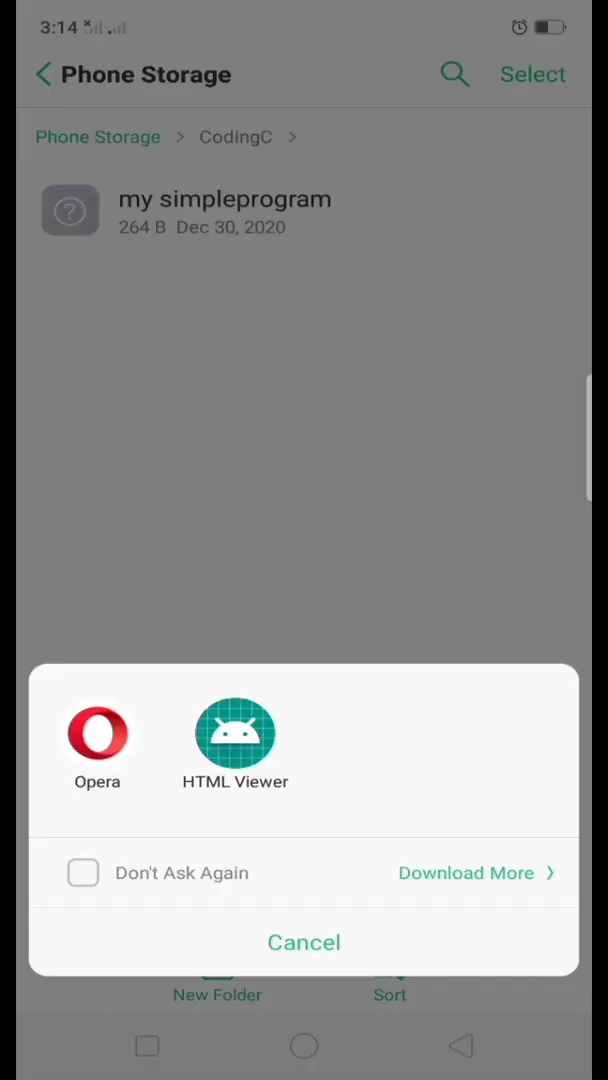 3:14
Phone Storage
Select
Phone Storage > CodingC >
my simpleprogram
264 B Dec 30, 2020
Opera
HTML Viewer
Don't Ask Again
Download More >
Cancel
New Folder
Sort